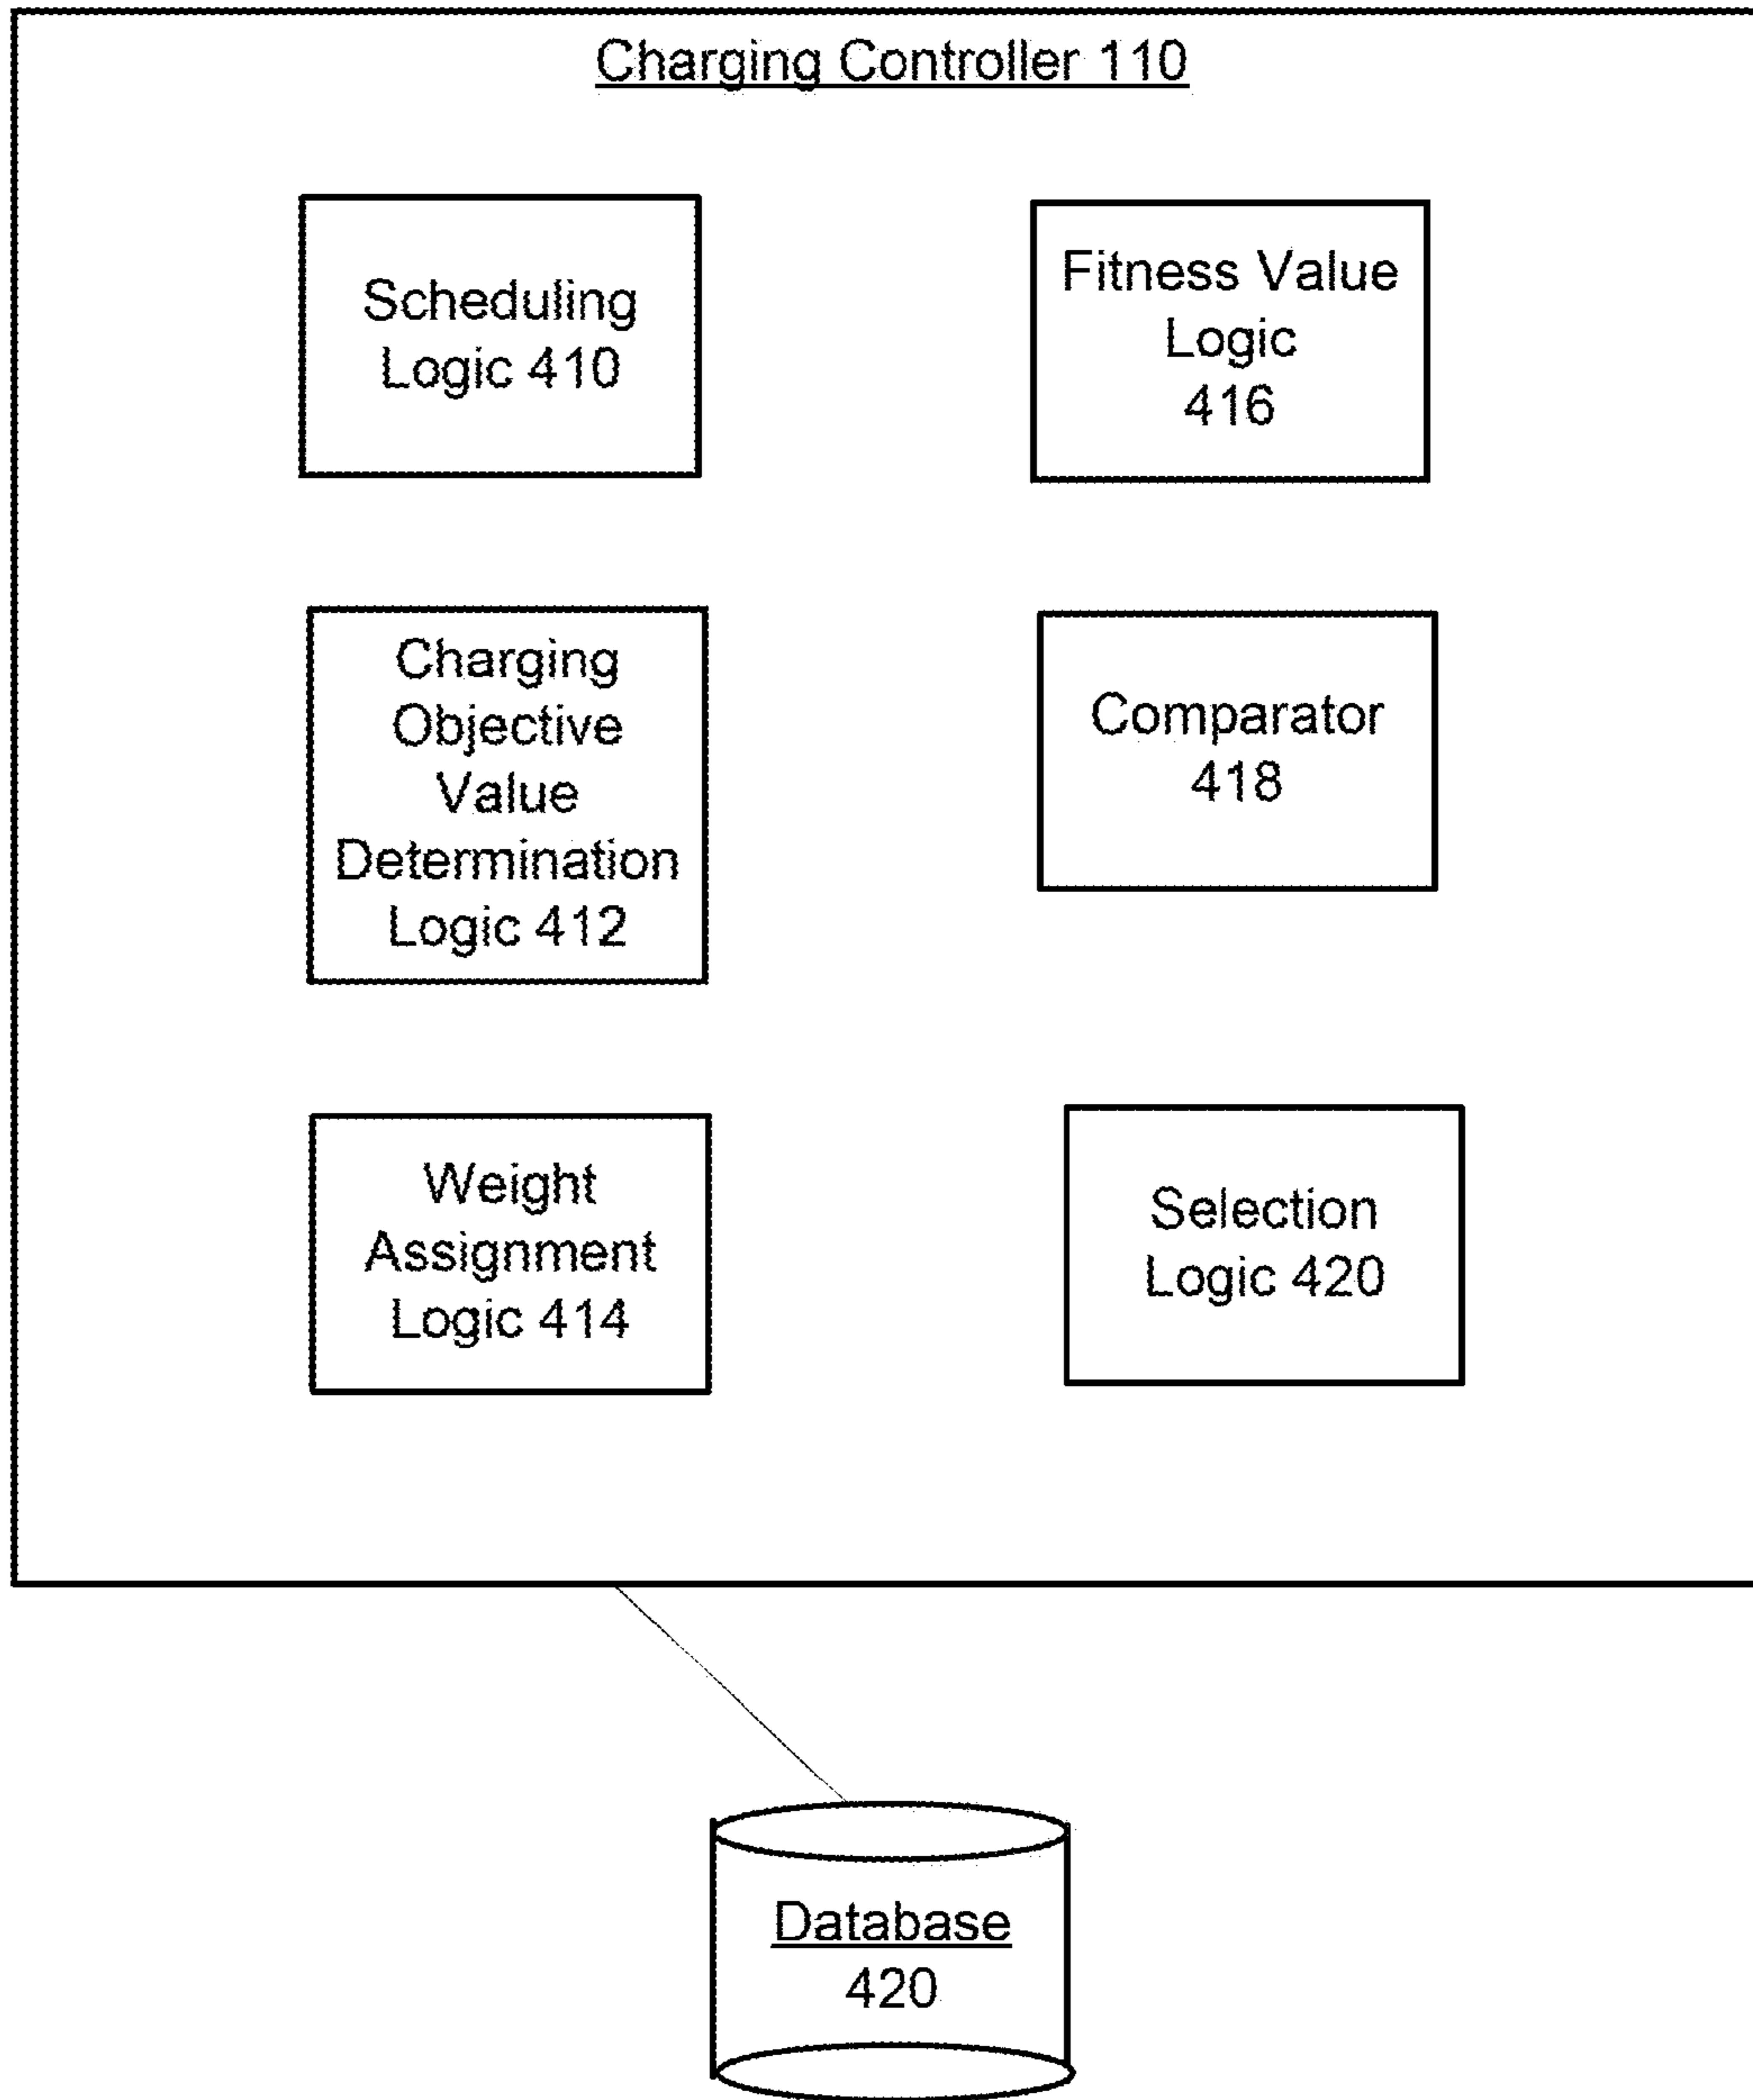 Charging Controller 110
Scheduling
Logic 410
Fitness Value
Logic
416
Charging
Objective
Value
Determination
Logic 412
Comparator
418
Weight
Assignment
Logic 414
Selection
Logic 420
Database
420